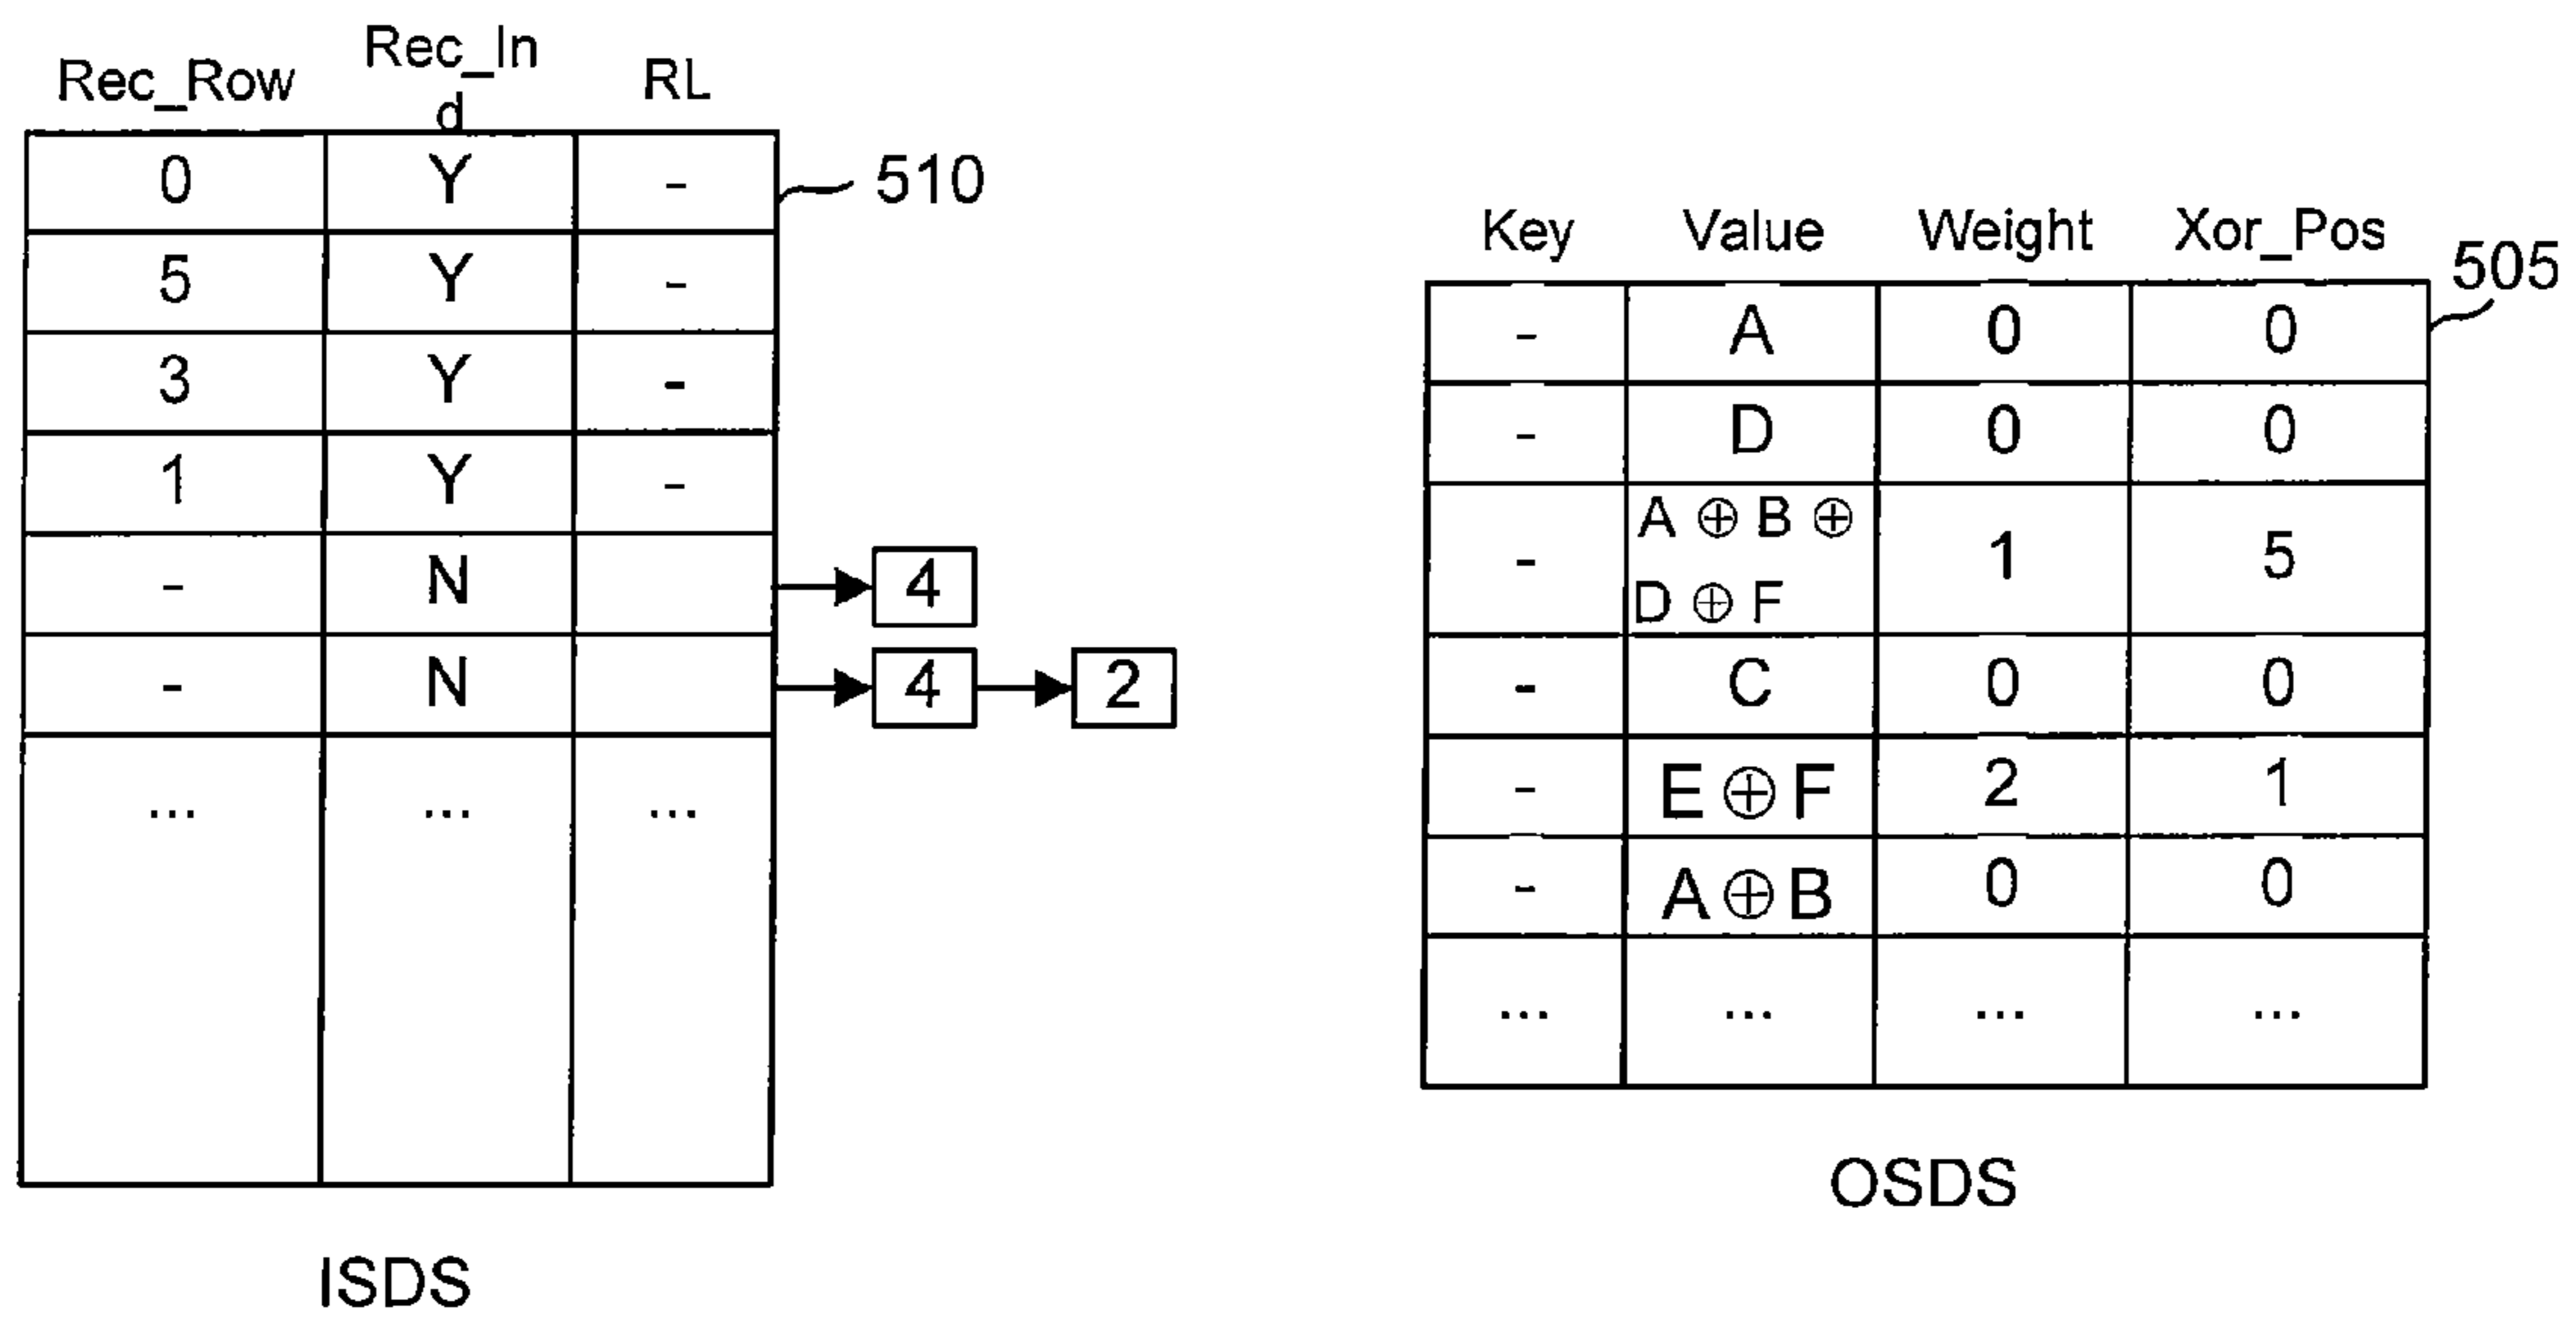 Rec_Row Rec_In
d RL
0 Y - 510
5 Y -
3 Y -
1 Y -
- N 4
- N 4 2
... ... ...
ISDS
Key Value Weight Xor_Pos
505
- A 0 0
- D 0 0
- A ⊕ B ⊕
D ⊕ F 1 5
- C 0 0
- E ⊕ F 2 1
- A ⊕ B 0 0
... ... ... ...
OSDS